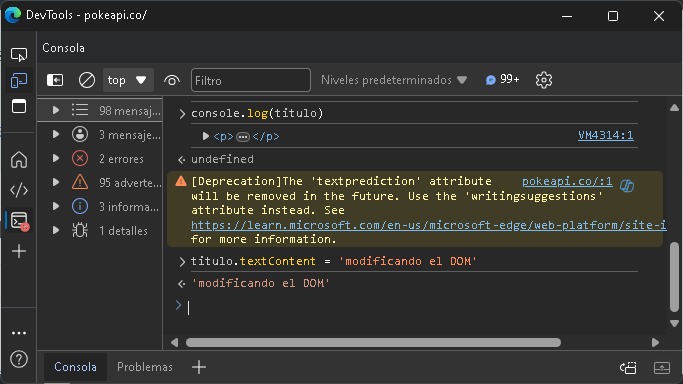 DevTools - pokeapi.co/
Consola
top
Filtro
Niveles predeterminados
99+
98 mensaj...
3 mensaje...
2 errores
95 adverte...
3 informa...
1 detalles
console.log(titulo)
<p>…</p> VM4314:1
undefined
[Deprecation]The 'textprediction' attribute pokeapi.co/:1
will be removed in the future. Use the 'writingsuggestions'
attribute instead. See
https://learn.microsoft.com/en-us/microsoft-edge/web-platform/site-i
for more information.
titulo.textContent = 'modificando el DOM'
'modificando el DOM'
Consola Problemas